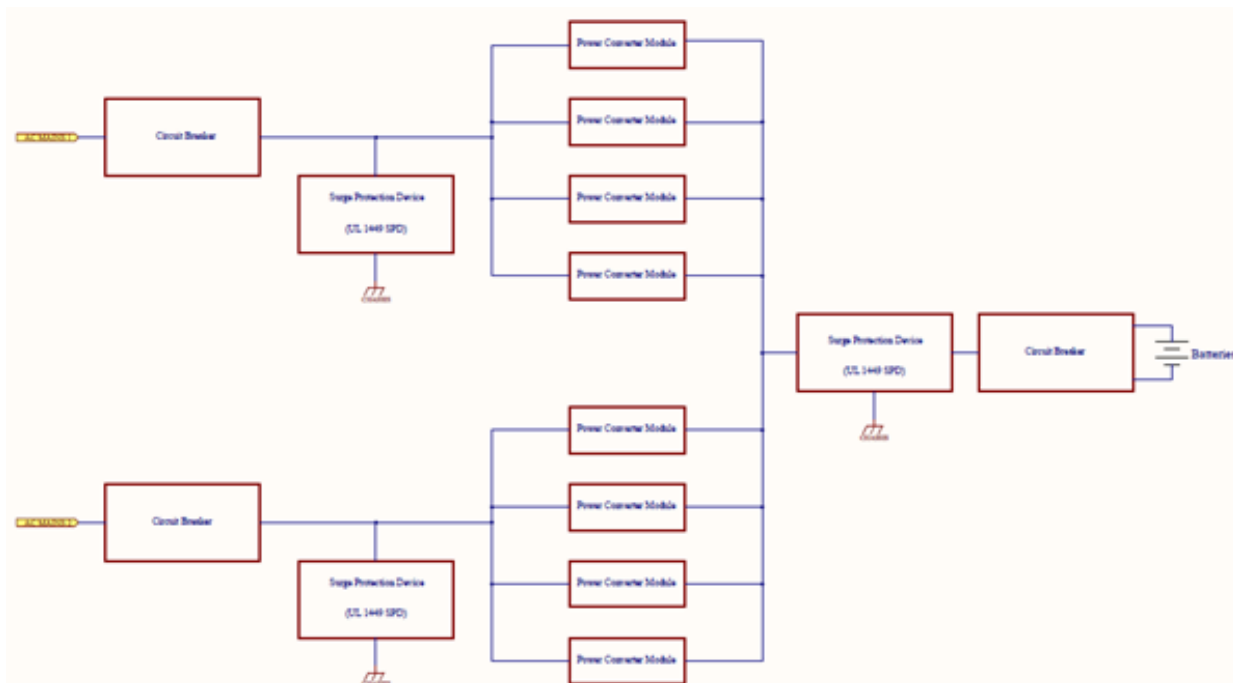 Power Converter Module
Power Converter Module
AC MAINS 1
Circuit Breaker
Surge Protection Device
(UL 1449 SPD)
Power Converter Module
CHASSIS
Power Converter Module
Surge Protection Device
(UL 1449 SPD)
Circuit Breaker
Batteries
CHASSIS
Power Converter Module
Power Converter Module
Circuit Breaker
Surge Protection Device
(UL 1449 SPD)
Power Converter Module
Power Converter Module